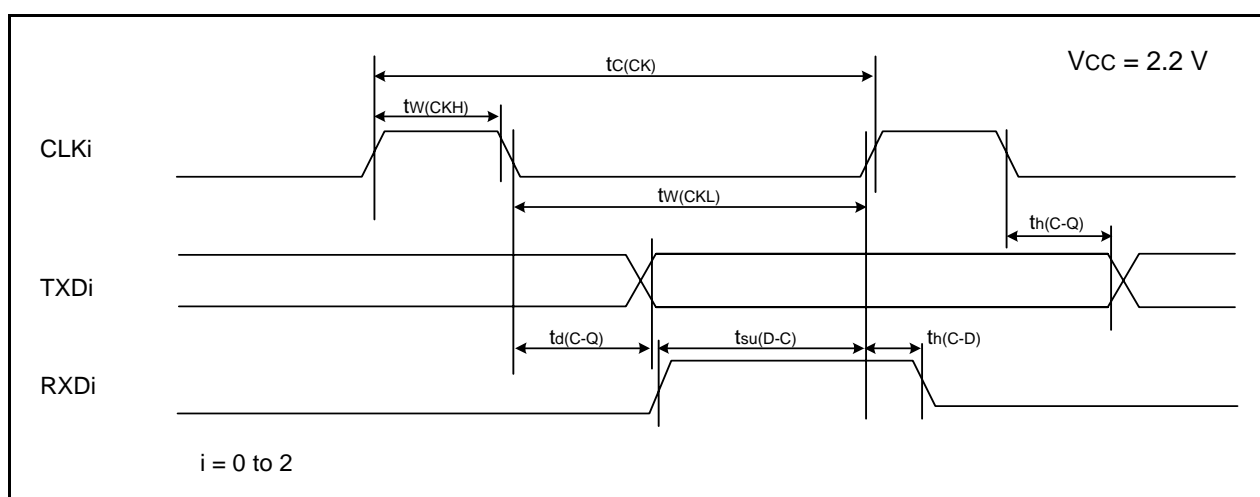 VCC = 2.2 V
tC(CK)
tW(CKH)
CLKi
tW(CKL)
th(C-Q)
TXDi
td(C-Q)
tsu(D-C)
th(C-D)
RXDi
i = 0 to 2